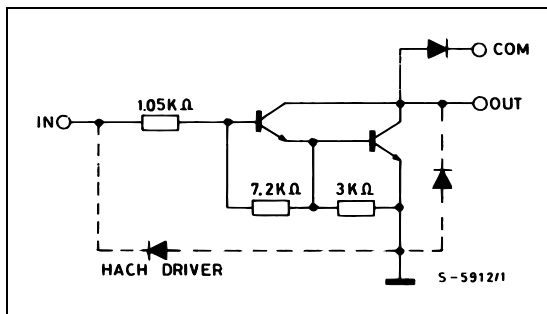 COM
1.05KΩ
IN
OUT
7.2KΩ
3KΩ
HACH DRIVER
S-5912/1